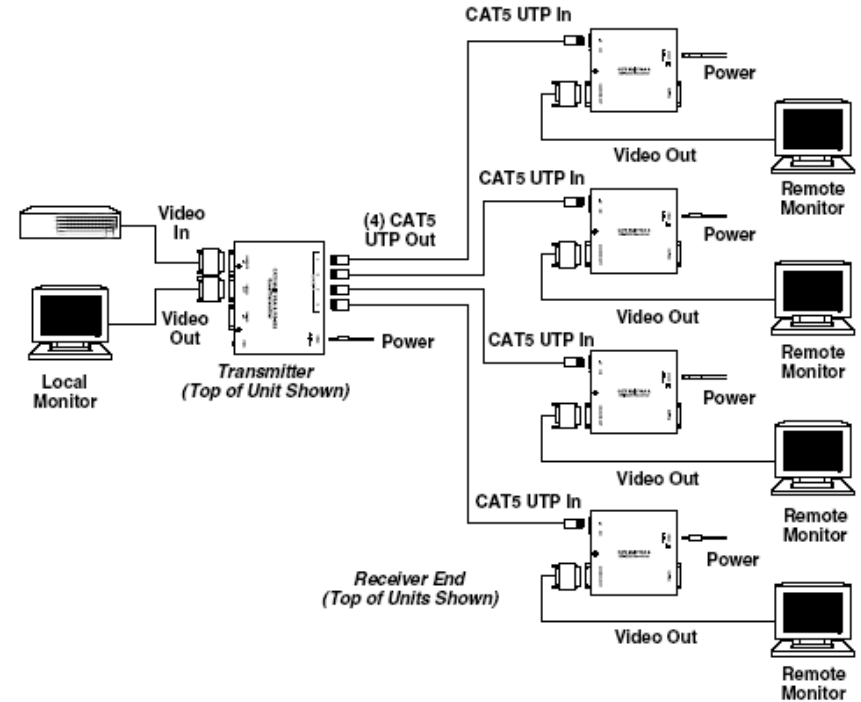 CAT5 UTP In
Power
Video Out
Remote
Monitor
CAT5 UTP In
Power
Video Out
Remote
Monitor
Video
In
(4) CAT5
UTP Out
Video
Out
Power
Local
Monitor
Transmitter
(Top of Unit Shown)
CAT5 UTP In
Power
Video Out
Remote
Monitor
CAT5 UTP In
Power
Receiver End
(Top of Units Shown)
Video Out
Remote
Monitor